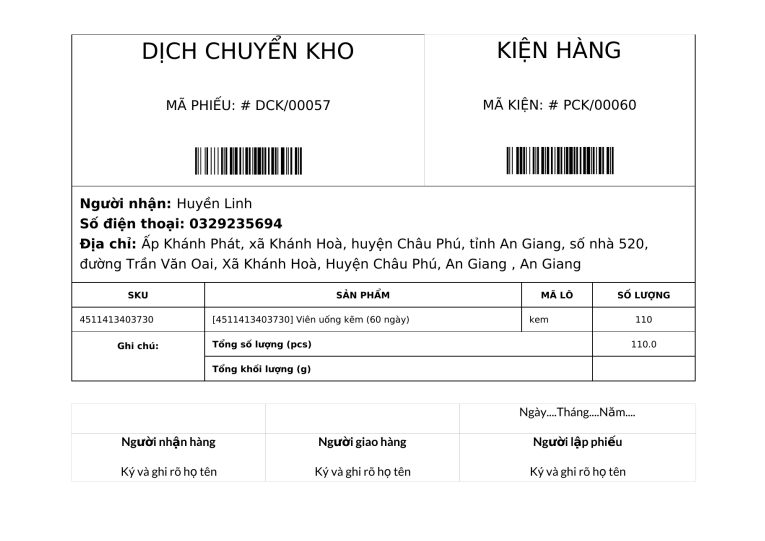 DỊCH CHUYỂN KHO
KIỆN HÀNG
MÃ PHIẾU: # DCK/00057
MÃ KIỆN: # PCK/00060
Người nhận: Huyền Linh
Số điện thoại: 0329235694
Địa chỉ: Ấp Khánh Phát, xã Khánh Hoà, huyện Châu Phú, tỉnh An Giang, số nhà 520,
đường Trần Văn Oai, Xã Khánh Hoà, Huyện Châu Phú, An Giang , An Giang
SKU SẢN PHẨM MÃ LÔ SỐ LƯỢNG
4511413403730 [4511413403730] Viên uống kẽm (60 ngày) kem 110
Ghi chú: Tổng số lượng (pcs) 110.0
Tổng khối lượng (g)
Ngày....Tháng....Năm....
Người nhận hàng Người giao hàng Người lập phiếu
Ký và ghi rõ họ tên Ký và ghi rõ họ tên Ký và ghi rõ họ tên